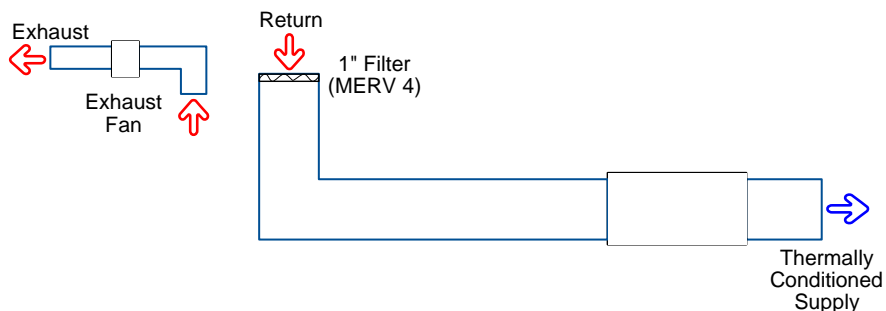 Exhaust
Exhaust
Fan
Return
1" Filter
(MERV 4)
Thermally
Conditioned
Supply